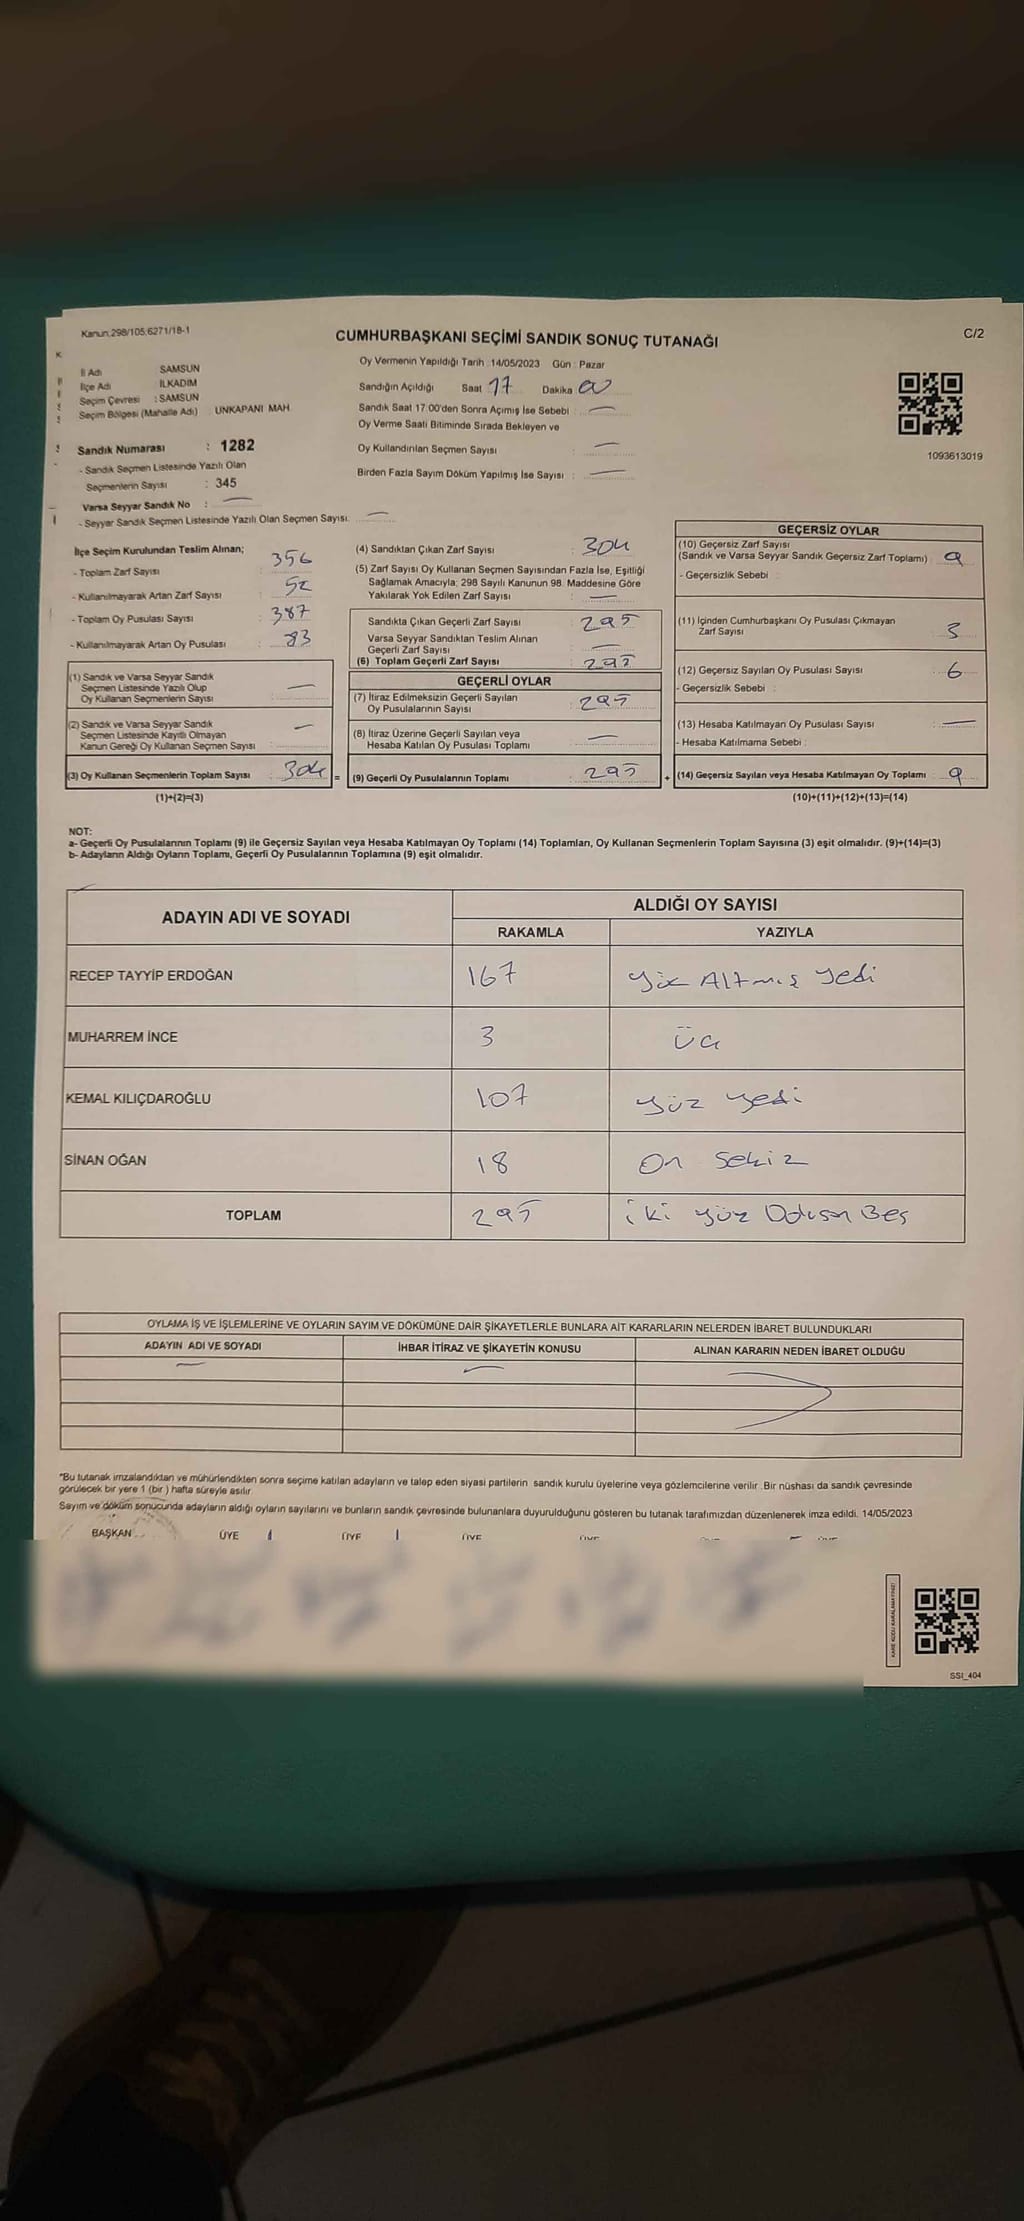 Kanun:298/105,6271/18-1
CUMHURBAŞKANI SEÇİMİ SANDIK SONUÇ TUTANAĞI
C/2
İl Adı SAMSUN
İlçe Adı İLKADIM
Seçim Çevresi : SAMSUN
Seçim Bölgesi (Mahalle Adı) UNKAPANI MAH.
Oy Vermenin Yapıldığı Tarih :14/05/2023 Gün : Pazar
Sandığın Açıldığı Saat 17 Dakika 00
Sandık Saat 17:00'den Sonra Açımış İse Sebebi : —
Oy Verme Saati Bitiminde Sırada Bekleyen ve
Oy Kullandırılan Seçmen Sayısı : —
Birden Fazla Sayım Döküm Yapılmış İse Sayısı : —
1093613019
Sandık Numarası : 1282
- Sandık Seçmen Listesinde Yazılı Olan
Seçmenlerin Sayısı : 345
Varsa Seyyar Sandık No : —
- Seyyar Sandık Seçmen Listesinde Yazılı Olan Seçmen Sayısı: —
İlçe Seçim Kurulundan Teslim Alınan;
- Toplam Zarf Sayısı : 356
- Kullanılmayarak Artan Zarf Sayısı : 52
- Toplam Oy Pusulası Sayısı : 387
- Kullanılmayarak Artan Oy Pusulası : 83
(1) Sandık ve Varsa Seyyar Sandık
Seçmen Listesinde Yazılı Olup
Oy Kullanan Seçmenlerin Sayısı : —
(2) Sandık ve Varsa Seyyar Sandık
Seçmen Listesinde Kayıtlı Olmayan
Kanun Gereği Oy Kullanan Seçmen Sayısı : —
(3) Oy Kullanan Seçmenlerin Toplam Sayısı : 304 =
(1)+(2)=(3)
(4) Sandıktan Çıkan Zarf Sayısı : 304
(5) Zarf Sayısı Oy Kullanan Seçmen Sayısından Fazla İse, Eşitliği
Sağlamak Amacıyla; 298 Sayılı Kanunun 98. Maddesine Göre
Yakılarak Yok Edilen Zarf Sayısı : —
Sandıkta Çıkan Geçerli Zarf Sayısı : 295
Varsa Seyyar Sandıktan Teslim Alınan
Geçerli Zarf Sayısı : —
(6) Toplam Geçerli Zarf Sayısı : 295
GEÇERLİ OYLAR
(7) İtiraz Edilmeksizin Geçerli Sayılan
Oy Pusulalarının Sayısı : 295
(8) İtiraz Üzerine Geçerli Sayılan veya
Hesaba Katılan Oy Pusulası Toplamı : —
(9) Geçerli Oy Pusulalarının Toplamı : 295 +
GEÇERSİZ OYLAR
(10) Geçersiz Zarf Sayısı
(Sandık ve Varsa Seyyar Sandık Geçersiz Zarf Toplamı) :
- Geçersizlik Sebebi :
(11) İçinden Cumhurbaşkanı Oy Pusulası Çıkmayan
Zarf Sayısı : 3
(12) Geçersiz Sayılan Oy Pusulası Sayısı : 6
- Geçersizlik Sebebi :
(13) Hesaba Katılmayan Oy Pusulası Sayısı : —
- Hesaba Katılmama Sebebi :
(14) Geçersiz Sayılan veya Hesaba Katılmayan Oy Toplamı : 9
(10)+(11)+(12)+(13)=(14)
NOT:
a- Geçerli Oy Pusulalarının Toplamı (9) ile Geçersiz Sayılan veya Hesaba Katılmayan Oy Toplamı (14) Toplamları, Oy Kullanan Seçmenlerin Toplam Sayısına (3) eşit olmalıdır. (9)+(14)=(3)
b- Adayların Aldığı Oyların Toplamı, Geçerli Oy Pusulalarının Toplamına (9) eşit olmalıdır.
ADAYIN ADI VE SOYADI ALDIĞI OY SAYISI
RAKAMLA YAZIYLA
RECEP TAYYİP ERDOĞAN 167 yüz Altmış yedi
MUHARREM İNCE 3 üç
KEMAL KILIÇDAROĞLU 107 yüz yedi
SİNAN OĞAN 18 On Sekiz
TOPLAM 295 iki yüz Doksan Beş
OYLAMA İŞ VE İŞLEMLERİNE VE OYLARIN SAYIM VE DÖKÜMÜNE DAİR ŞİKAYETLERLE BUNLARA AİT KARARLARIN NELERDEN İBARET BULUNDUKLARI
ADAYIN ADI VE SOYADI İHBAR İTİRAZ VE ŞİKAYETİN KONUSU ALINAN KARARIN NEDEN İBARET OLDUĞU
*Bu tutanak imzalandıktan ve mühürlendikten sonra seçime katılan adayların ve talep eden siyasi partilerin sandık kurulu üyelerine veya gözlemcilerine verilir .Bir nüshası da sandık çevresinde
görülecek bir yere 1 (bir ) hafta süreyle asılır.
Sayım ve döküm sonucunda adayların aldığı oyların sayılarını ve bunların sandık çevresinde bulunanlara duyurulduğunu gösteren bu tutanak tarafımızdan düzenlenerek imza edildi. 14/05/2023
BAŞKAN ÜYE ÜYE ÜYE
KARE KODU KARALAMAYINIZ!
SSI_404